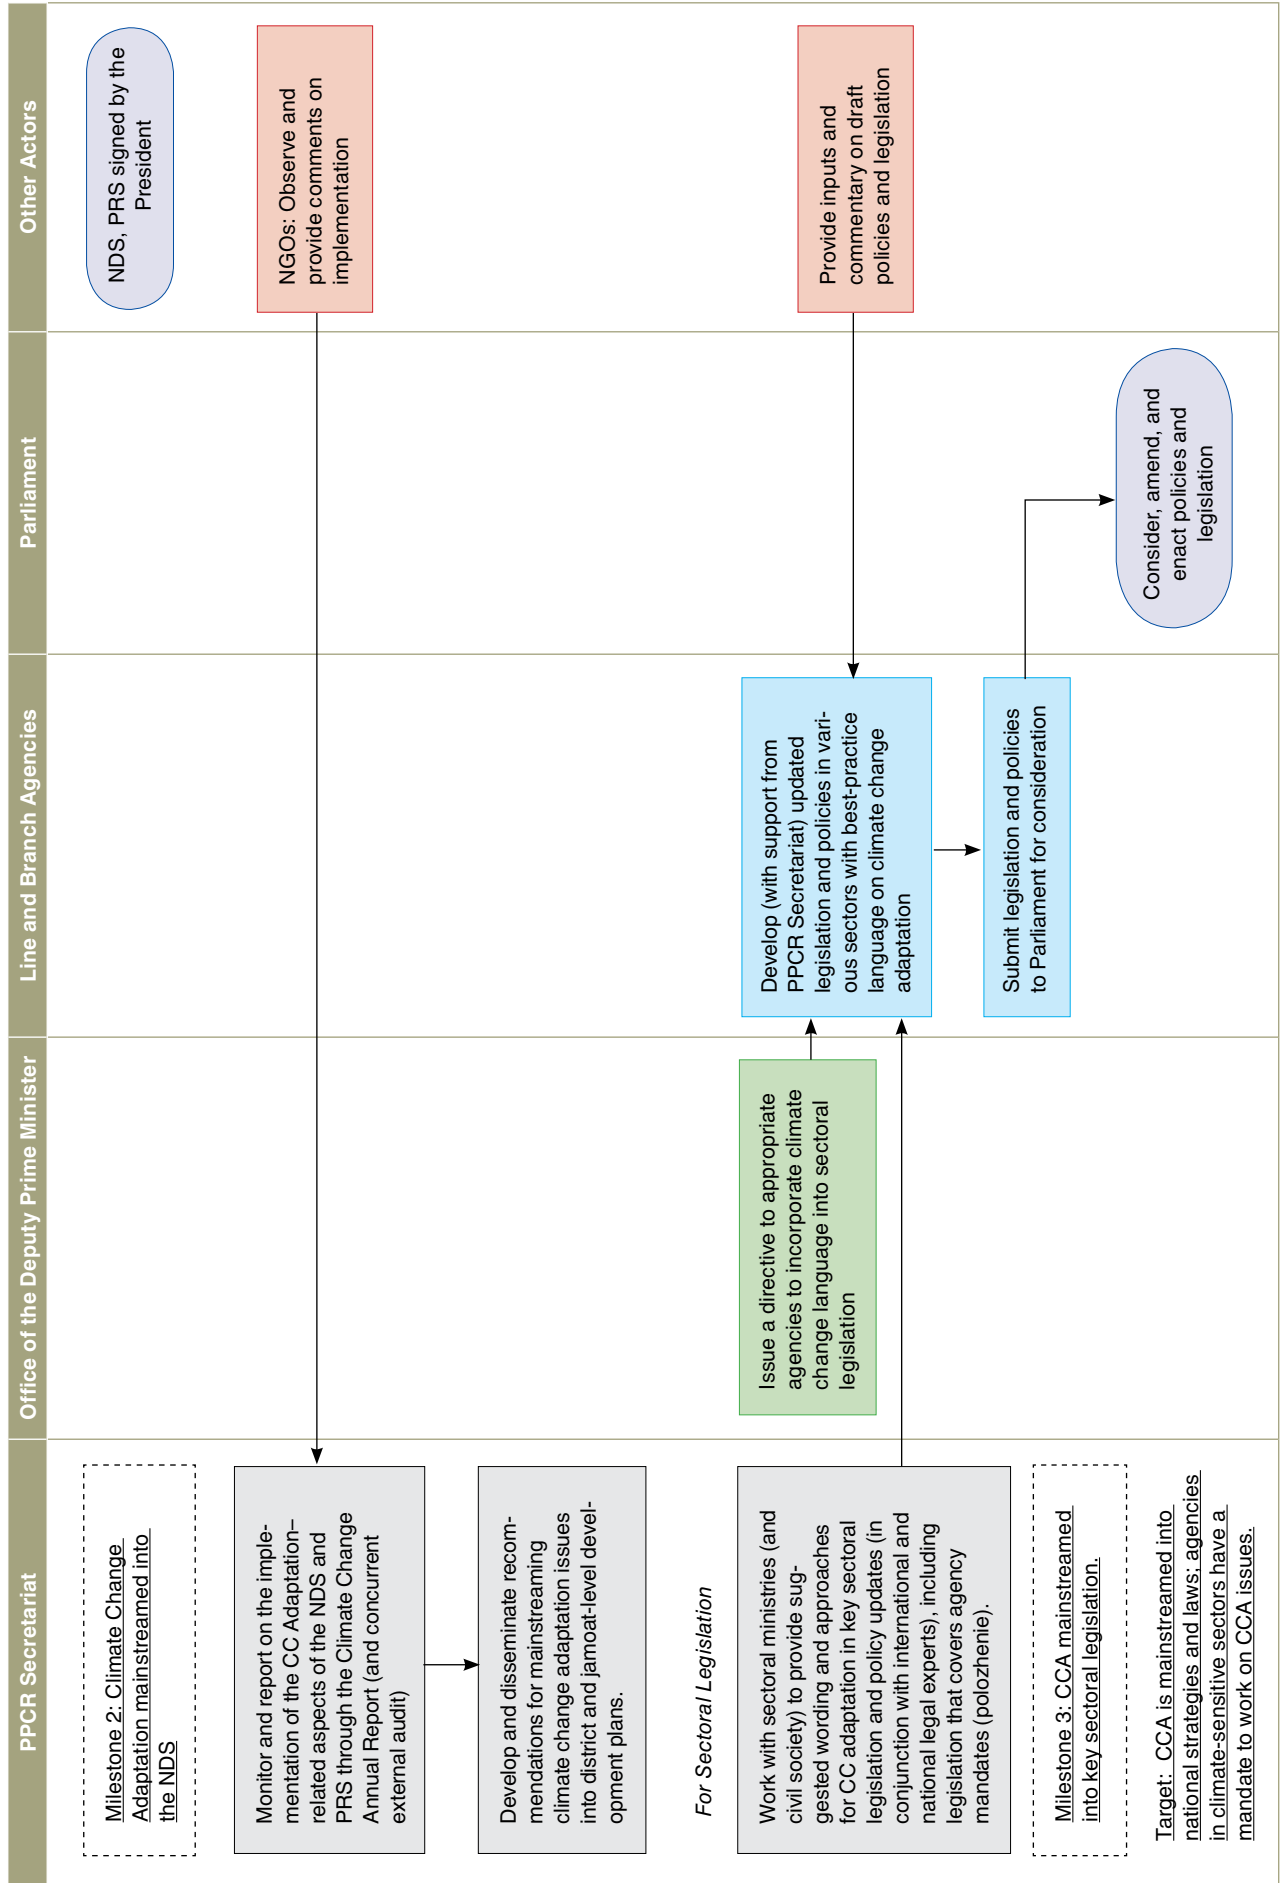 PPCR Secretariat
Office of the Deputy Prime Minister
Line and Branch Agencies
Parliament
Other Actors
Milestone 2: Climate Change
Adaptation mainstreamed into
the NDS
NDS, PRS signed by the
President
Monitor and report on the imple-
mentation of the CC Adaptation–
related aspects of the NDS and
PRS through the Climate Change
Annual Report (and concurrent
external audit)
NGOs: Observe and
provide comments on
implementation
Develop and disseminate recom-
mendations for mainstreaming
climate change adaptation issues
into district and jamoat-level devel-
opment plans.
For Sectoral Legislation
Work with sectoral ministries (and
civil society) to provide sug-
gested wording and approaches
for CC adaptation in key sectoral
legislation and policy updates (in
conjunction with international and
national legal experts), including
legislation that covers agency
mandates (polozhenie).
Issue a directive to appropriate
agencies to incorporate climate
change language into sectoral
legislation
Develop (with support from
PPCR Secretariat) updated
legislation and policies in vari-
ous sectors with best-practice
language on climate change
adaptation
Provide inputs and
commentary on draft
policies and legislation
Submit legislation and policies
to Parliament for consideration
Consider, amend, and
enact policies and
legislation
Milestone 3: CCA mainstreamed
into key sectoral legislation.
Target:  CCA is mainstreamed into
national strategies and laws; agencies
in climate-sensitive sectors have a
mandate to work on CCA issues.